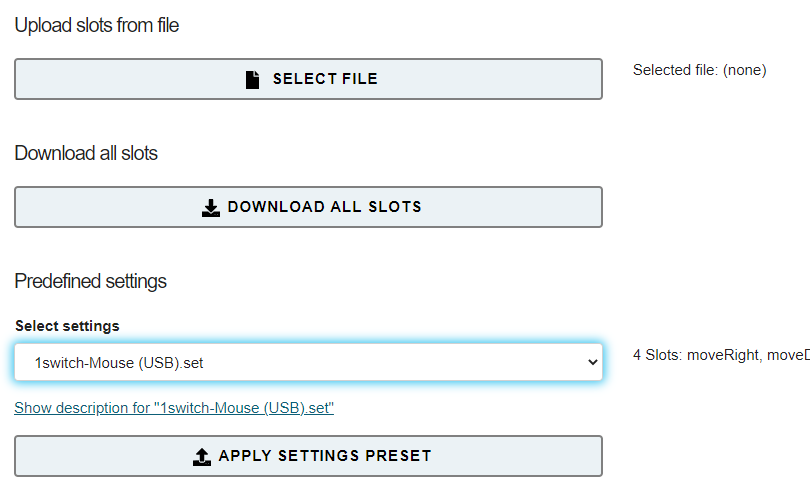 Upload slots from file
SELECT FILE
Selected file: (none)
Download all slots
DOWNLOAD ALL SLOTS
Predefined settings
Select settings
1switch-Mouse (USB).set
4 Slots: moveRight, moveD
Show description for "1switch-Mouse (USB).set"
APPLY SETTINGS PRESET